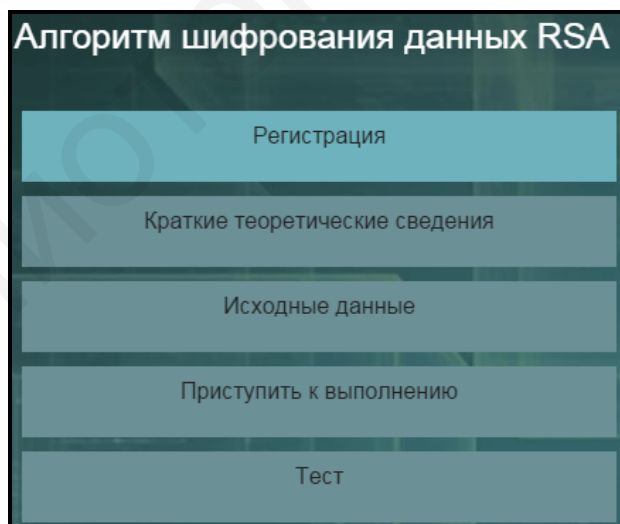 Алгоритм шифрования данных RSA
Регистрация
Краткие теоретические сведения
Исходные данные
Приступить к выполнению
Тест